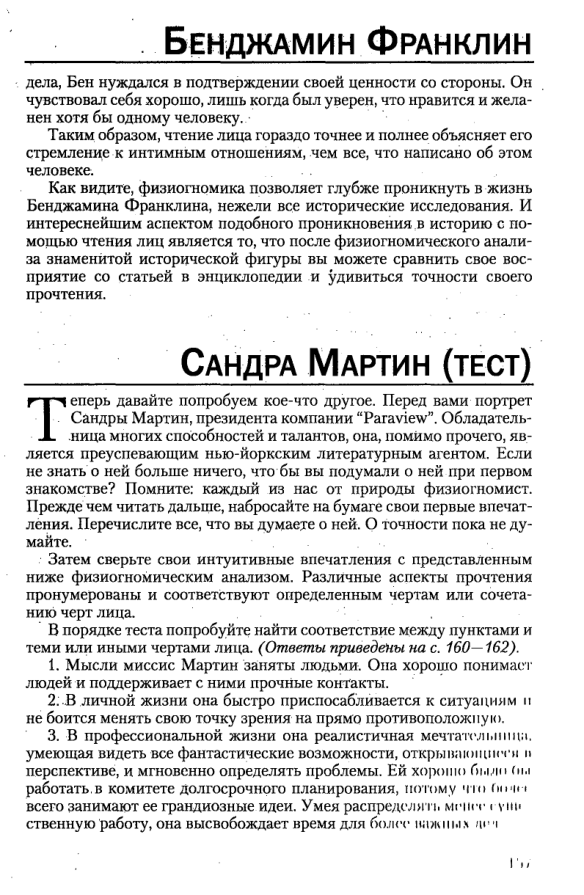 Бенджамин Франклин
дела, Бен нуждался в подтверждении своей ценности со стороны. Он
чувствовал себя хорошо, лишь когда был уверен, что нравится и жела-
нен хотя бы одному человеку.
Таким образом, чтение лица гораздо точнее и полнее объясняет его
стремление к интимным отношениям, чем все, что написано об этом
человеке.
Как видите, физиогномика позволяет глубже проникнуть в жизнь
Бенджамина Франклина, нежели все исторические исследования. И
интереснейшим аспектом подобного проникновения в историю с по-
мощью чтения лиц является то, что после физиогномического анали-
за знаменитой исторической фигуры вы можете сравнить свое вос-
приятие со статьей в энциклопедии и удивиться точности своего
прочтения.
Сандра Мартин (тест)
Теперь давайте попробуем кое-что другое. Перед вами портрет
Сандры Мартин, президента компании “Paraview”. Обладатель-
ница многих способностей и талантов, она, помимо прочего, яв-
ляется преуспевающим нью-йоркским литературным агентом. Если
не знать о ней больше ничего, что бы вы подумали о ней при первом
знакомстве? Помните: каждый из нас от природы физиогномист.
Прежде чем читать дальше, набросайте на бумаге свои первые впечат-
ления. Перечислите все, что вы думаете о ней. О точности пока не ду-
майте.
Затем сверьте свои интуитивные впечатления с представленным
ниже физиогномическим анализом. Различные аспекты прочтения
пронумерованы и соответствуют определенным чертам или сочета-
нию черт лица.
В порядке теста попробуйте найти соответствие между пунктами и
теми или иными чертами лица. (Ответы приведены на с. 160—162).
1. Мысли миссис Мартин заняты людьми. Она хорошо понимает
людей и поддерживает с ними прочные контакты.
2. В личной жизни она быстро приспосабливается к ситуациям и
не боится менять свою точку зрения на прямо противоположную.
3. В профессиональной жизни она реалистичная мечтательница,
умеющая видеть все фантастические возможности, открывающиеся в
перспективе, и мгновенно определять проблемы. Ей хорошо было бы
работать в комитете долгосрочного планирования, потому что более
всего занимают ее грандиозные идеи. Умея распределять менее суще-
ственную работу, она высвобождает время для более важных дел